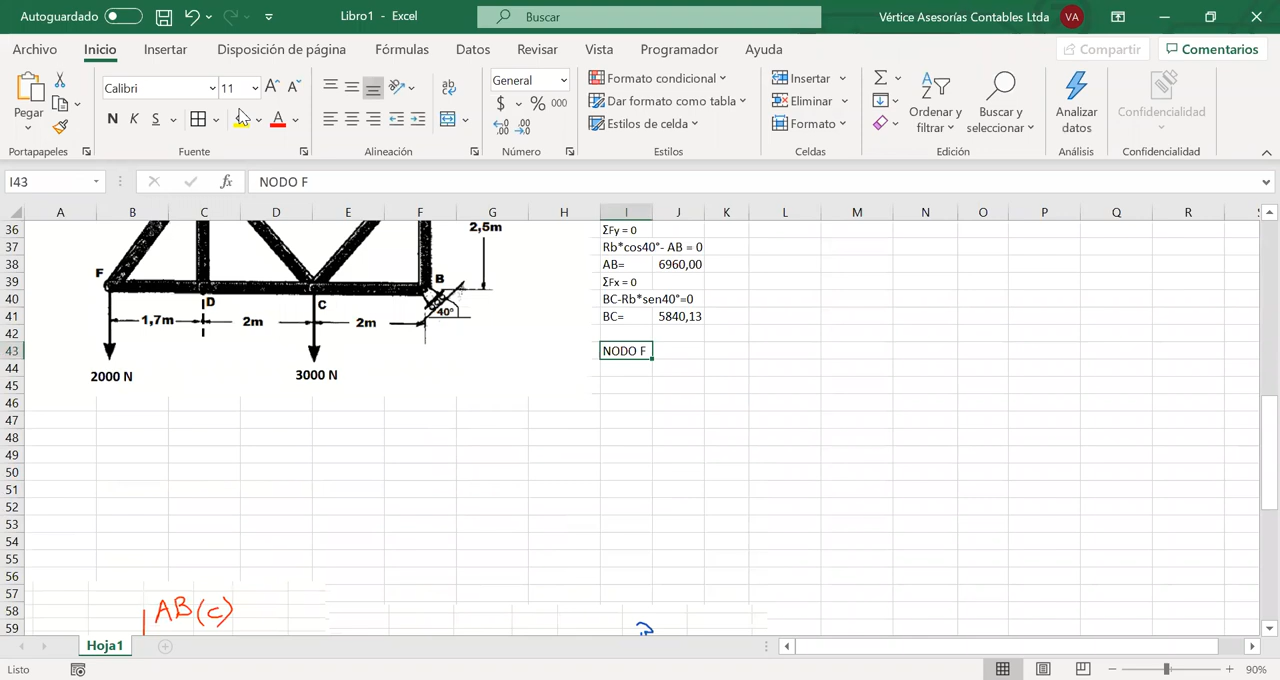 Autoguardado
Libro1 - Excel
Buscar
Vértice Asesorías Contables Ltda
VA
Archivo
Inicio
Insertar
Disposición de página
Fórmulas
Datos
Revisar
Vista
Programador
Ayuda
Compartir
Comentarios
Pegar
Portapapeles
Calibri
11
N K S
Fuente
Alineación
General
$ % 000
Número
Formato condicional
Dar formato como tabla
Estilos de celda
Estilos
Insertar
Eliminar
Formato
Celdas
Ordenar y filtrar
Buscar y seleccionar
Edición
Analizar datos
Análisis
Confidencialidad
Confidencialidad
I43
fx
NODO F
A B C D E F G H I J K L M N O P Q R
36 ΣFy = 0
37 Rb*cos40°- AB = 0
38 AB= 6960,00
39 ΣFx = 0
40 BC-Rb*sen40°=0
41 BC= 5840,13
42
43 NODO F
44
45
46
47
48
49
50
51
52
53
54
55
56
57
58
59
2,5m
F
D
C
B
40°
1,7m
2m
2m
2000 N
3000 N
AB(c)
Hoja1
Listo
90%